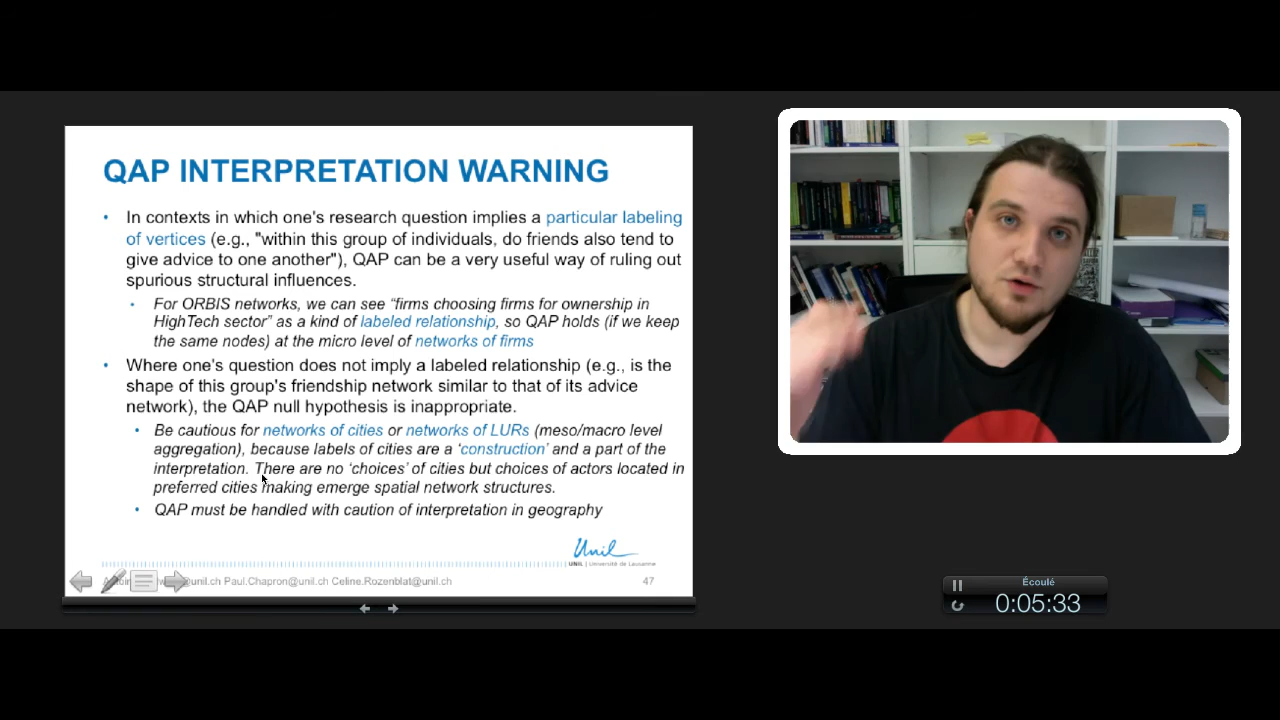 QAP INTERPRETATION WARNING
• In contexts in which one's research question implies a particular labeling
of vertices (e.g., "within this group of individuals, do friends also tend to
give advice to one another"), QAP can be a very useful way of ruling out
spurious structural influences.
• For ORBIS networks, we can see “firms choosing firms for ownership in
HighTech sector” as a kind of labeled relationship, so QAP holds (if we keep
the same nodes) at the micro level of networks of firms
• Where one's question does not imply a labeled relationship (e.g., is the
shape of this group's friendship network similar to that of its advice
network), the QAP null hypothesis is inappropriate.
• Be cautious for networks of cities or networks of LURs (meso/macro level
aggregation), because labels of cities are a ‘construction’ and a part of the
interpretation. There are no ‘choices’ of cities but choices of actors located in
preferred cities making emerge spatial network structures.
• QAP must be handled with caution of interpretation in geography
Unil
UNIL | Université de Lausanne
@unil.ch Paul.Chapron@unil.ch Celine.Rozenblat@unil.ch
47
Écoulé
0:05:33